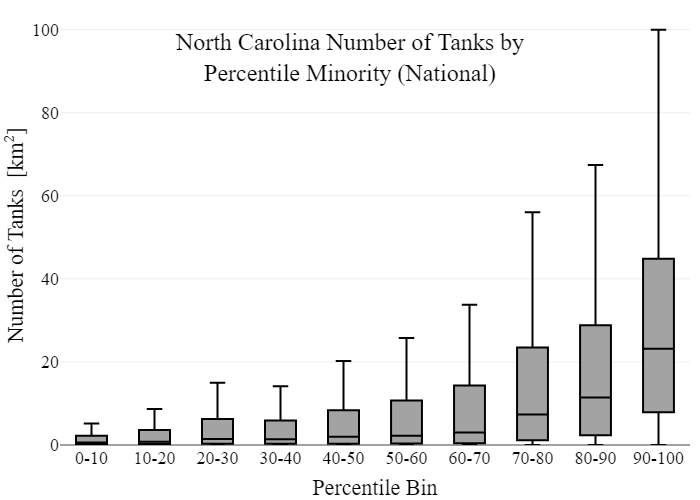 North Carolina Number of Tanks by
Percentile Minority (National)
Number of Tanks [km²]
100
80
60
40
20
0
0-10 10-20 20-30 30-40 40-50 50-60 60-70 70-80 80-90 90-100
Percentile Bin